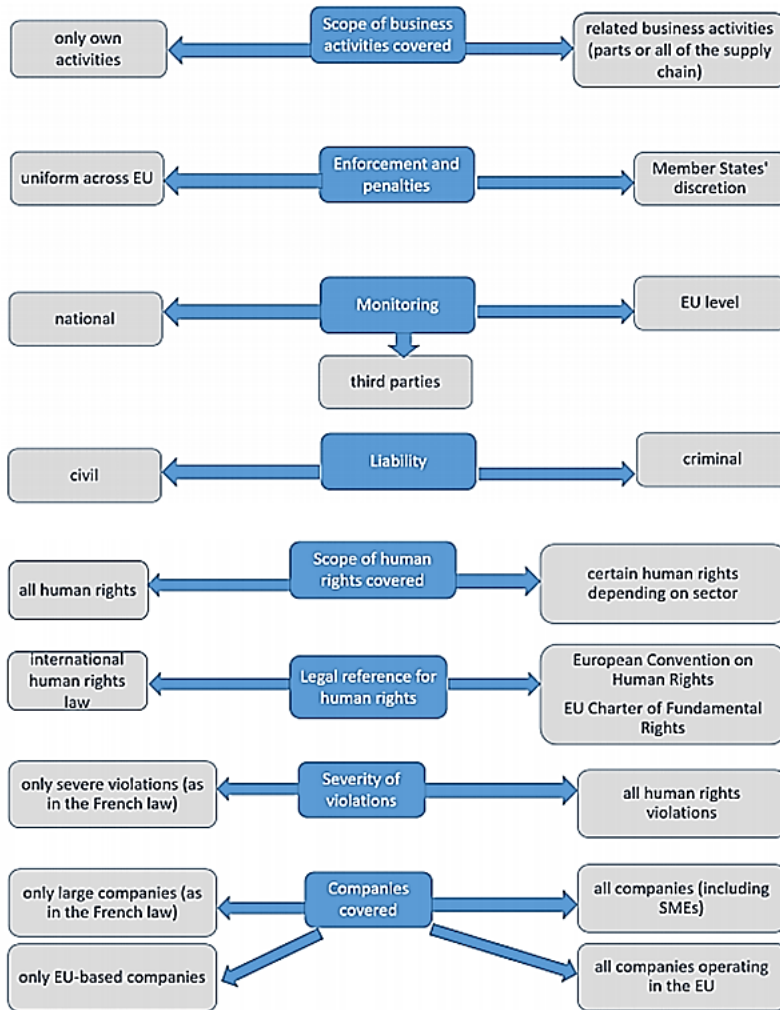 only own
activities
Scope of business
activities covered
related business activities
(parts or all of the supply
chain)
uniform across EU
Enforcement and
penalties
Member States'
discretion
national
Monitoring
EU level
third parties
civil
Liability
criminal
all human rights
Scope of human
rights covered
certain human rights
depending on sector
international
human rights
law
Legal reference for
human rights
European Convention on
Human Rights
EU Charter of Fundamental
Rights
only severe violations (as
in the French law)
Severity of
violations
all human rights
violations
only large companies (as
in the French law)
Companies
covered
all companies (including
SMEs)
only EU-based companies
all companies operating
in the EU